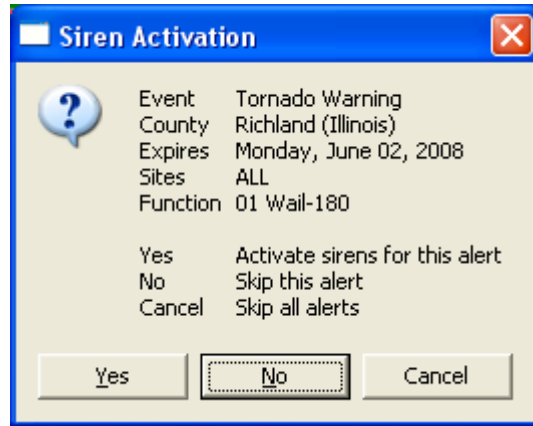 Siren Activation
Event Tornado Warning
County Richland (Illinois)
Expires Monday, June 02, 2008
Sites ALL
Function 01 Wail-180
Yes Activate sirens for this alert
No Skip this alert
Cancel Skip all alerts
Yes No Cancel